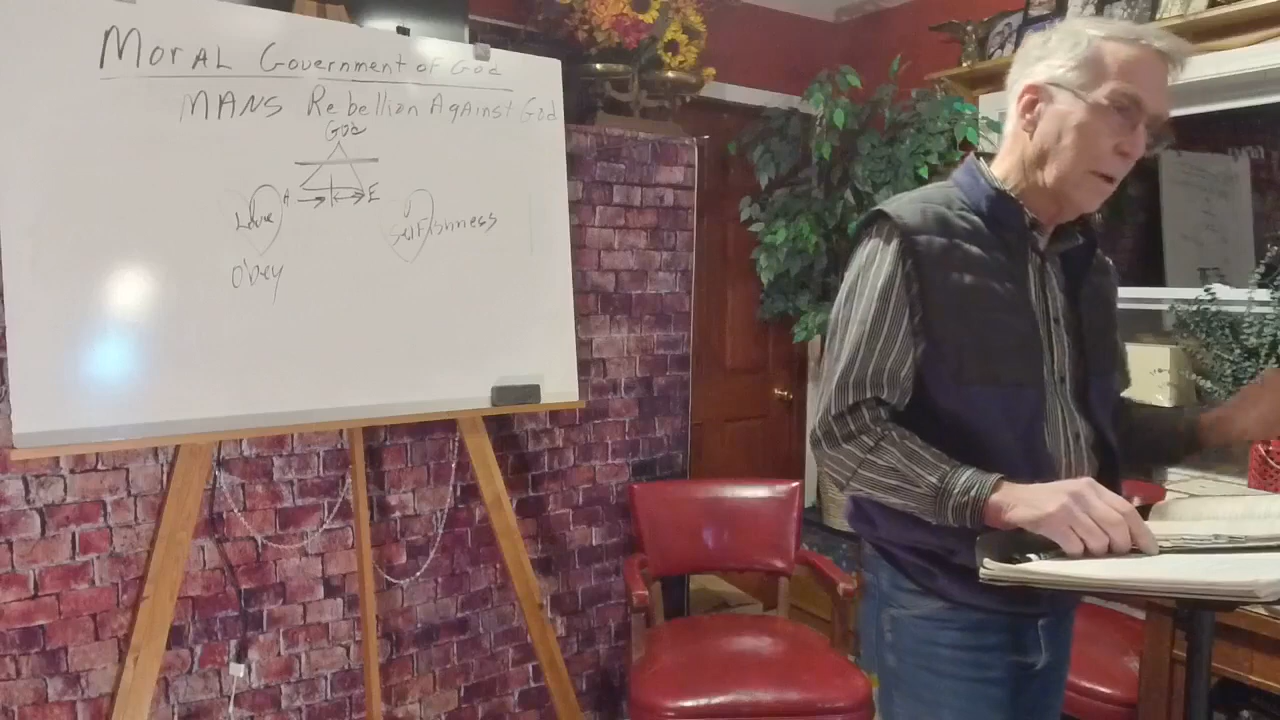 Moral Government of God
MANS Rebellion Against God
God
A E
Love
Selfishness
obey